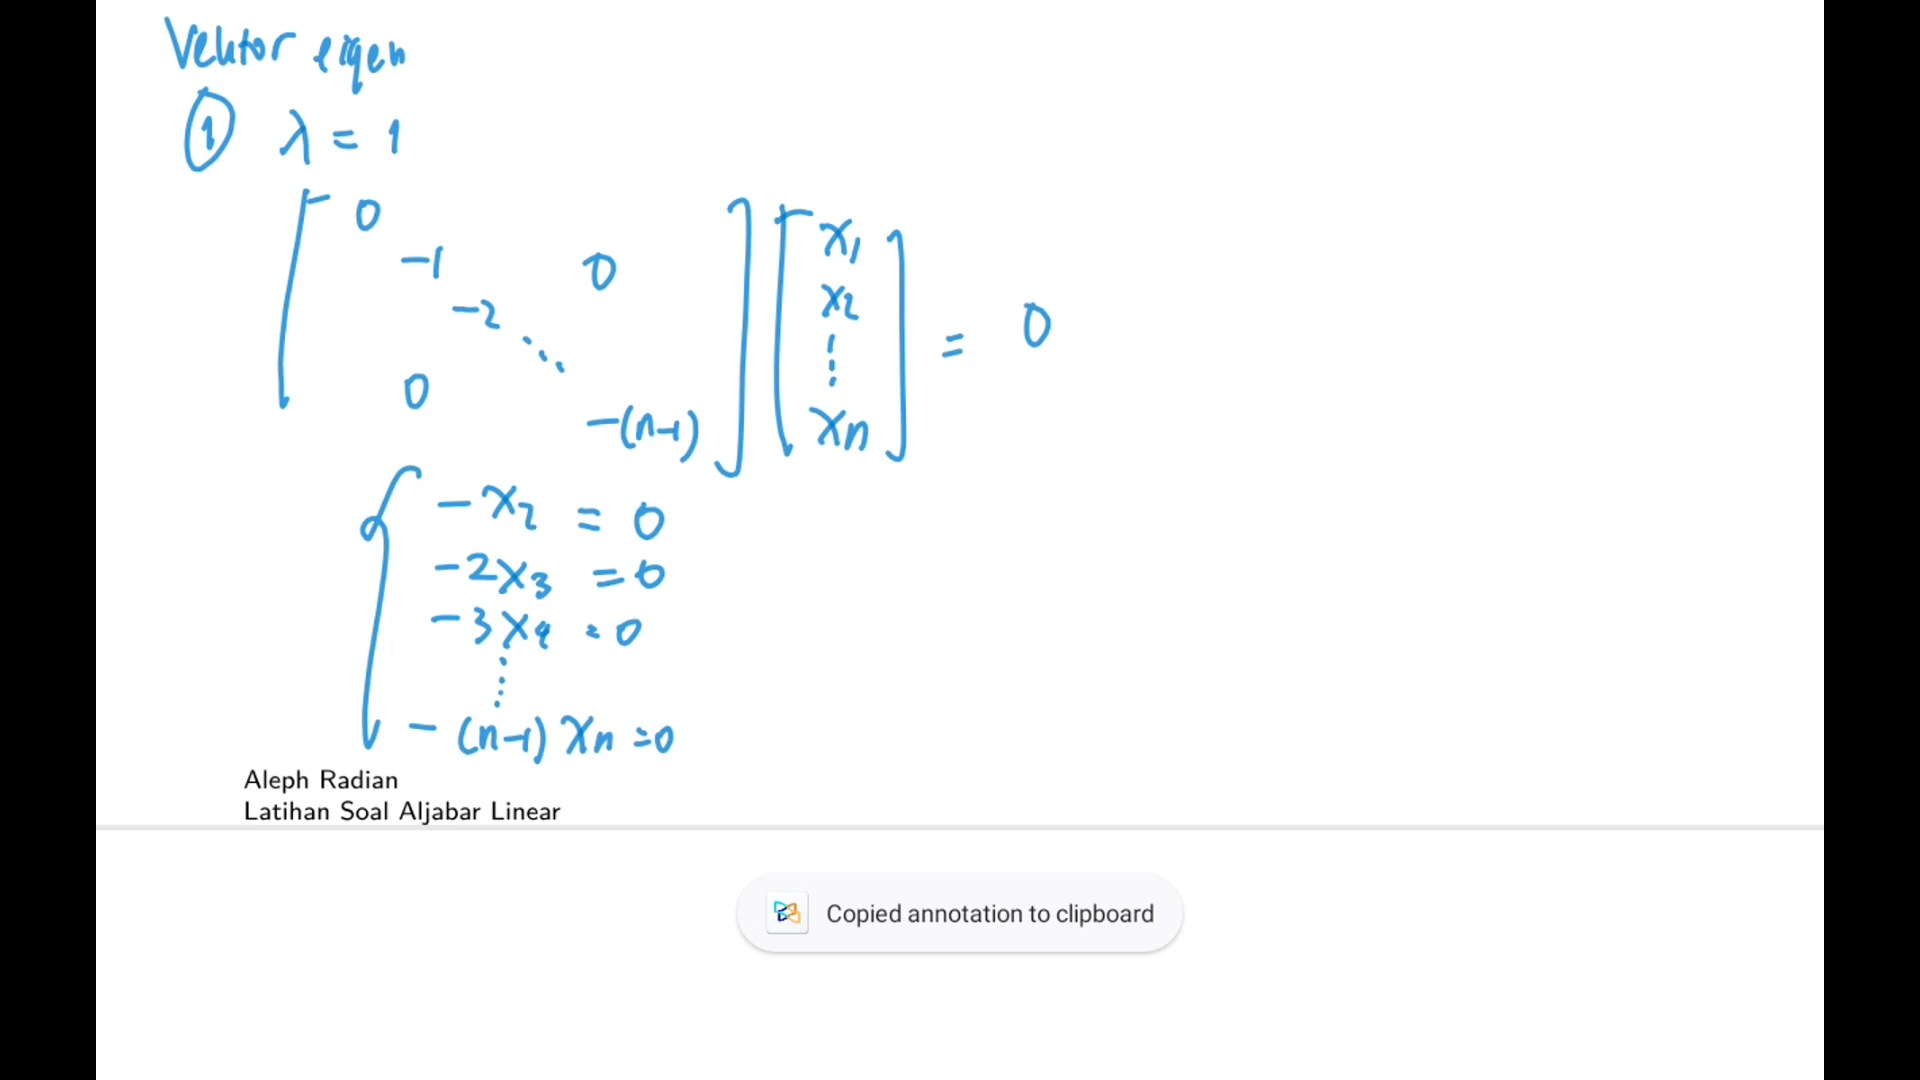 Vektor eigen
① λ = 1
[ 0 -1 -2 ⋱ -(n-1) 0 0 ] [ x1 x2 ⋮ xn ] = 0
{ -x2 = 0
-2x3 = 0
-3x4 = 0
⋮
-(n-1) xn = 0
Aleph Radian
Latihan Soal Aljabar Linear
Copied annotation to clipboard